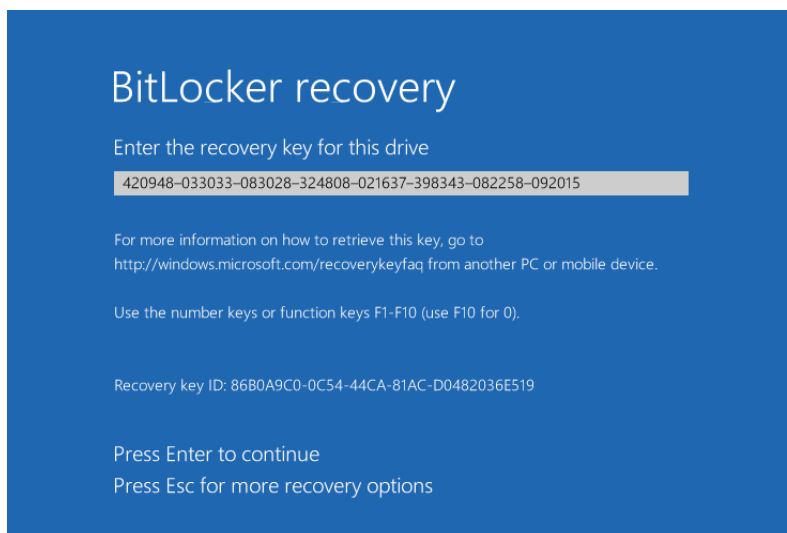 BitLocker recovery
Enter the recovery key for this drive
420948–033033–083028–324808–021637–398343–082258–092015
For more information on how to retrieve this key, go to
http://windows.microsoft.com/recoverykeyfaq from another PC or mobile device.
Use the number keys or function keys F1-F10 (use F10 for 0).
Recovery key ID: 86B0A9C0-0C54-44CA-81AC-D0482036E519
Press Enter to continue
Press Esc for more recovery options